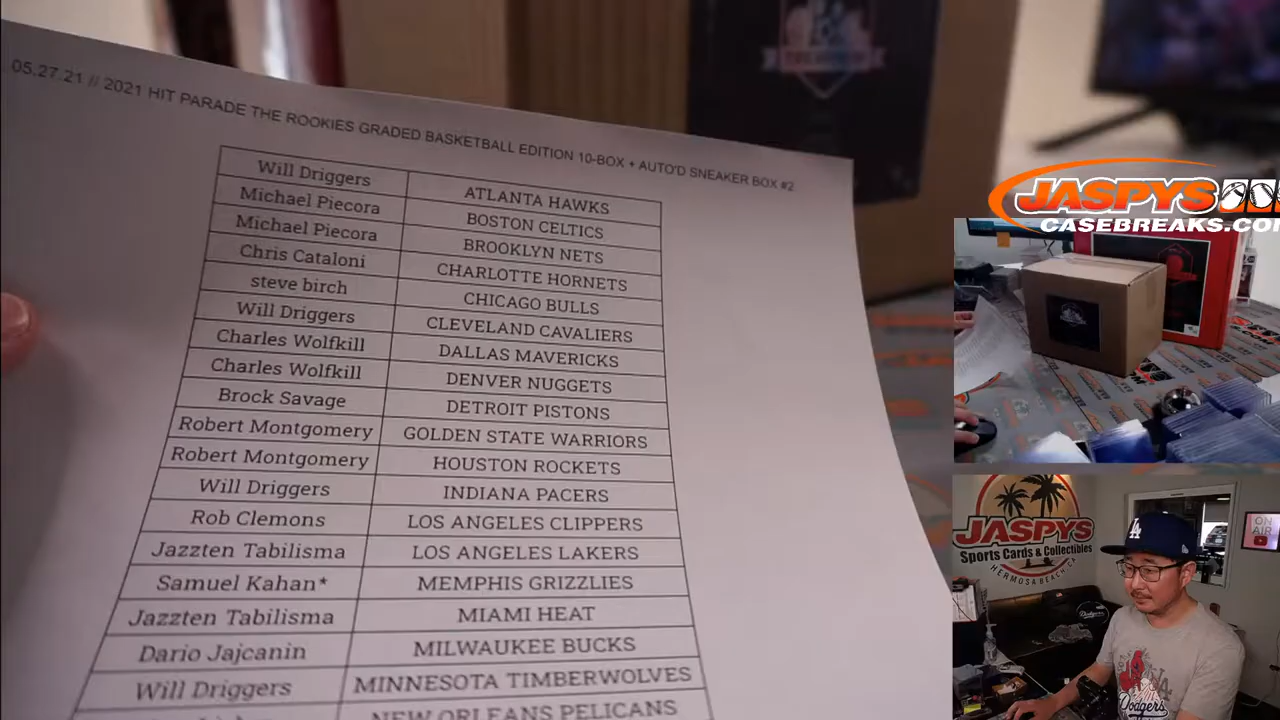 05.27.21 // 2021 HIT PARADE THE ROOKIES GRADED BASKETBALL EDITION 10-BOX + AUTO'D SNEAKER BOX #2
Will Driggers ATLANTA HAWKS
Michael Piecora BOSTON CELTICS
Michael Piecora BROOKLYN NETS
Chris Cataloni CHARLOTTE HORNETS
steve birch CHICAGO BULLS
Will Driggers CLEVELAND CAVALIERS
Charles Wolfkill DALLAS MAVERICKS
Charles Wolfkill DENVER NUGGETS
Brock Savage DETROIT PISTONS
Robert Montgomery GOLDEN STATE WARRIORS
Robert Montgomery HOUSTON ROCKETS
Will Driggers INDIANA PACERS
Rob Clemons LOS ANGELES CLIPPERS
Jazzten Tabilisma LOS ANGELES LAKERS
Samuel Kahan* MEMPHIS GRIZZLIES
Jazzten Tabilisma MIAMI HEAT
Dario Jajcanin MILWAUKEE BUCKS
Will Driggers MINNESOTA TIMBERWOLVES
NEW ORLEANS PELICANS
JASPYS
CASEBREAKS.CO
JASPYS
Sports Cards & Collectibles
HERMOSA BEACH, CA
ON
AIR
LA
Dodgers
Dodgers